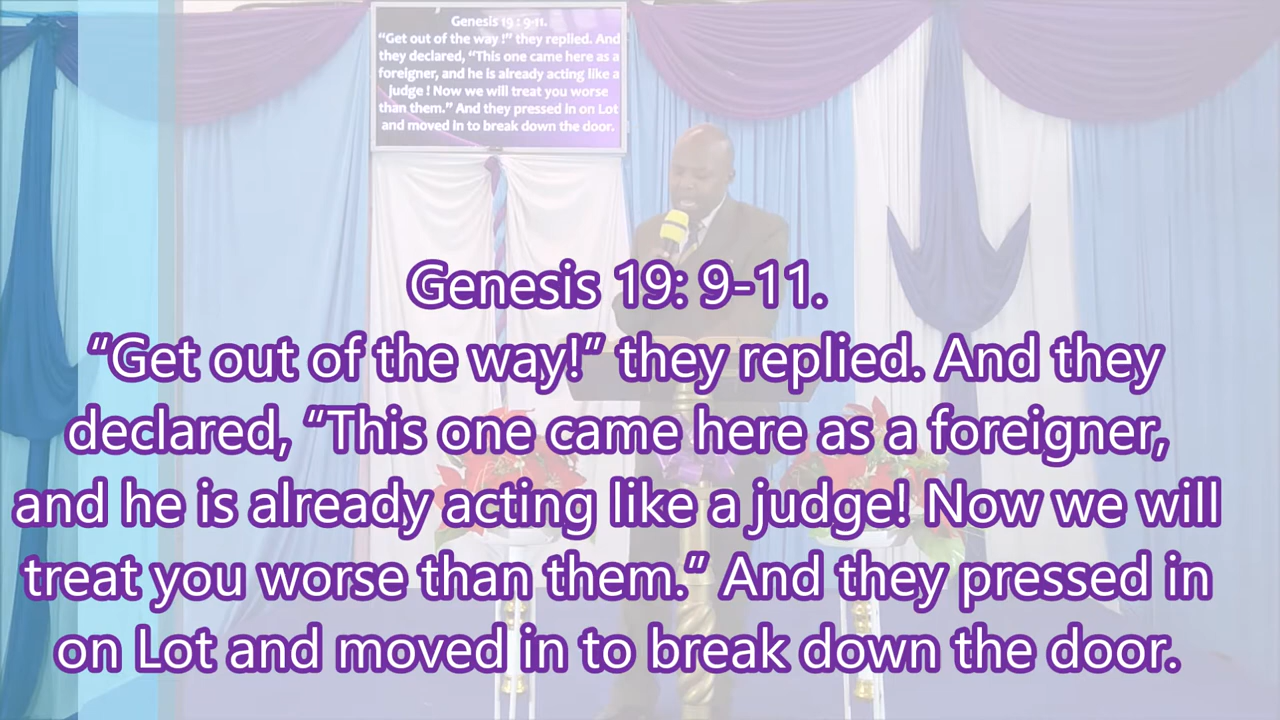 Genesis 19 : 9-11.
“Get out of the way !” they replied. And
they declared, “This one came here as a
foreigner, and he is already acting like a
judge ! Now we will treat you worse
than them.” And they pressed in on Lot
and moved in to break down the door.
Genesis 19: 9-11.
“Get out of the way!” they replied. And they
declared, “This one came here as a foreigner,
and he is already acting like a judge! Now we will
treat you worse than them.” And they pressed in
on Lot and moved in to break down the door.